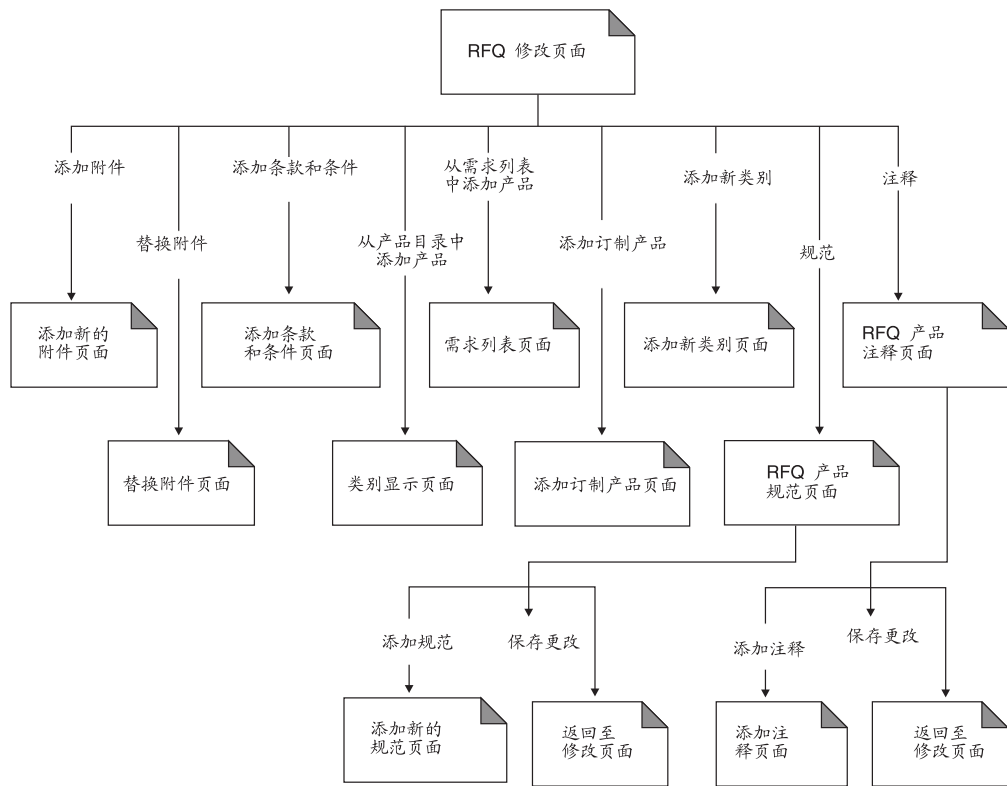 RFQ 修改页面
添加附件
添加条款和条件
从需求列表
中添加产品
添加新类别
注释
替换附件
从产品目录中
添加产品
添加订制产品
规范
添加新的
附件页面
添加条款
和条件页面
需求列表页面
添加新类别页面
RFQ 产品
注释页面
替换附件页面
类别显示页面
添加订制产品页面
RFQ 产品
规范页面
添加规范
保存更改
添加注释
保存更改
添加新的
规范页面
返回至
修改页面
添加注
释页面
返回至
修改页面